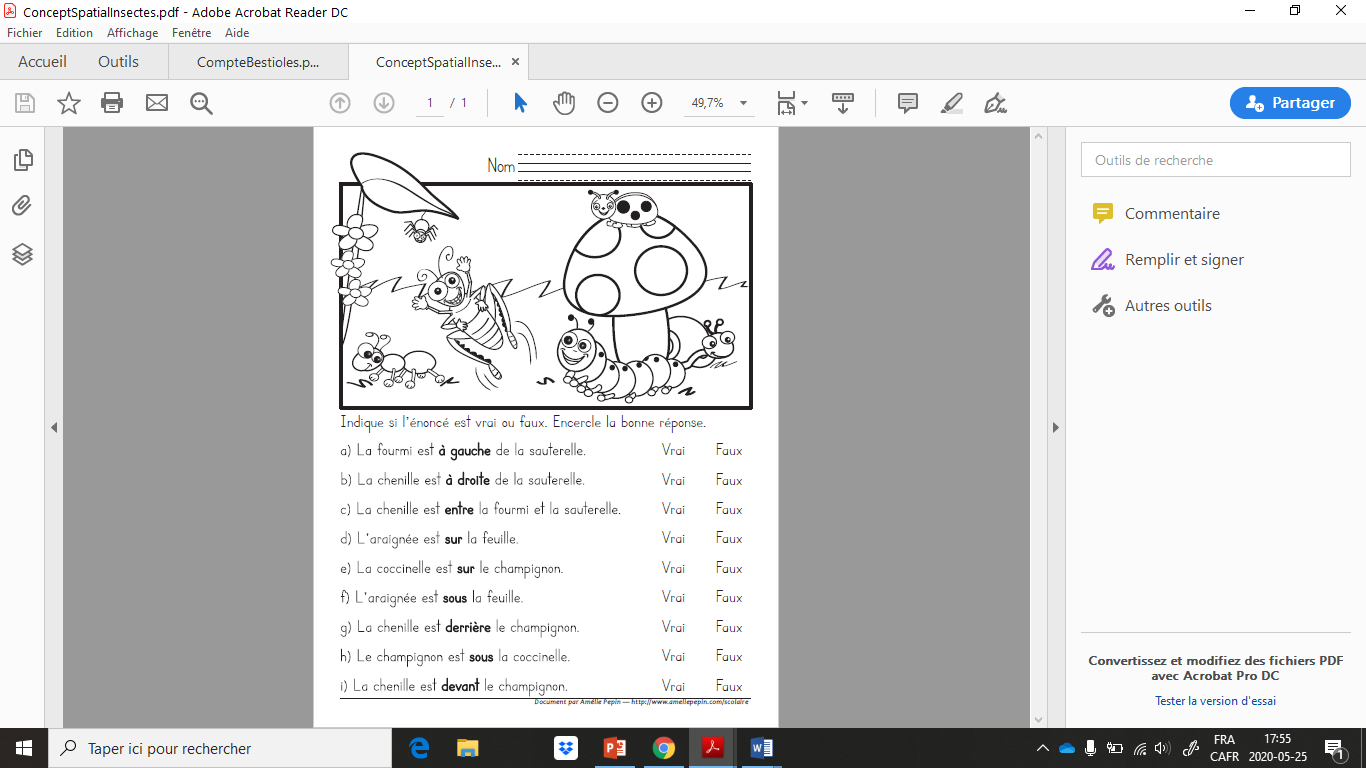 ConceptSpatialInsectes.pdf - Adobe Acrobat Reader DC
Fichier Edition Affichage Fenêtre Aide
Accueil Outils CompteBestioles.p... ConceptSpatialInse... ×
1 / 1 49,7% Partager
Nom
Indique si l'énoncé est vrai ou faux. Encercle la bonne réponse.
a) La fourmi est à gauche de la sauterelle. Vrai Faux
b) La chenille est à droite de la sauterelle. Vrai Faux
c) La chenille est entre la fourmi et la sauterelle. Vrai Faux
d) L'araignée est sur la feuille. Vrai Faux
e) La coccinelle est sur le champignon. Vrai Faux
f) L'araignée est sous la feuille. Vrai Faux
g) La chenille est derrière le champignon. Vrai Faux
h) Le champignon est sous la coccinelle. Vrai Faux
i) La chenille est devant le champignon. Vrai Faux
Document par Amélie Pepin — http://www.ameliepepin.com/scolaire
Outils de recherche
Commentaire
Remplir et signer
Autres outils
Convertissez et modifiez des fichiers PDF
avec Acrobat Pro DC
Tester la version d'essai
Taper ici pour rechercher
FRA 17:55
CAFR 2020-05-25 1